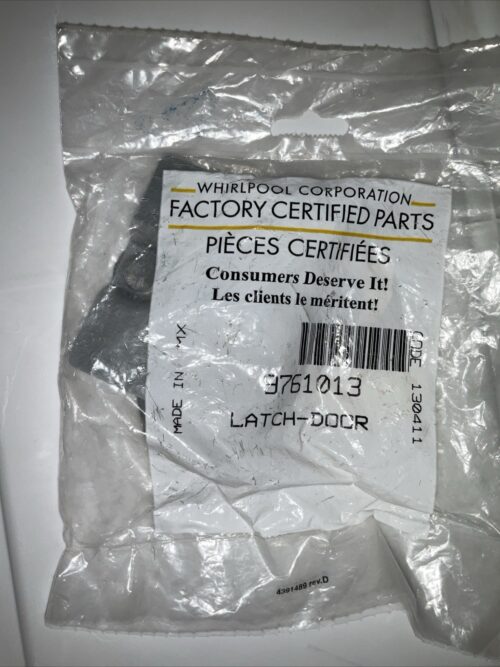 WHIRLPOOL CORPORATION
FACTORY CERTIFIED PARTS
PIÈCES CERTIFIÉES
Consumers Deserve It!
Les clients le méritent!
MADE IN MX
CODE 130411
3761013
LATCH-DOOR
4391489 rev.D